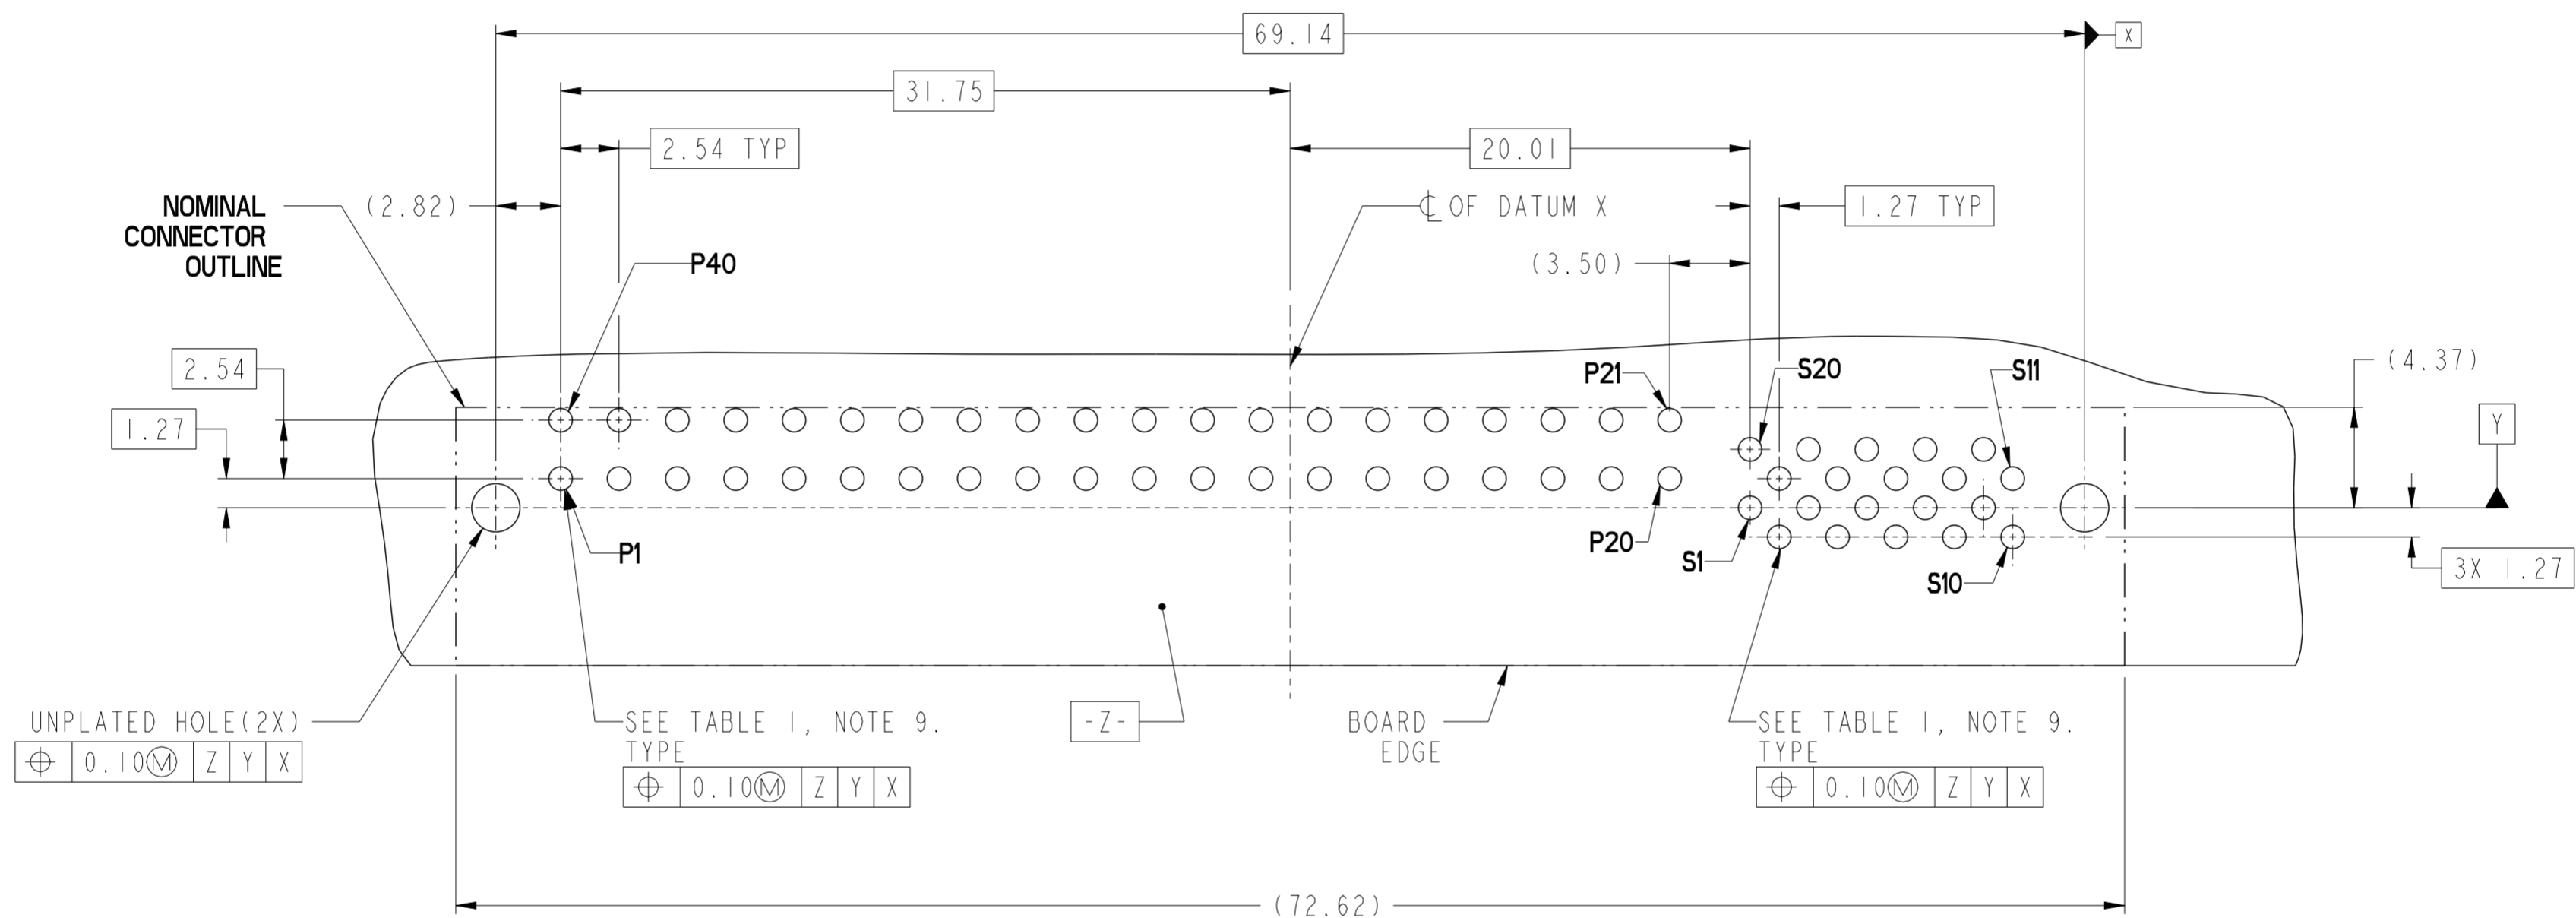 69.14
X
31.75
2.54 TYP
20.01
NOMINAL
CONNECTOR
OUTLINE
(2.82)
℄ OF DATUM X
1.27 TYP
P40
(3.50)
2.54
P21
S20
S11
(4.37)
1.27
Y
P1
P20
S1
S10
3X 1.27
UNPLATED HOLE(2X)
⌖ 0.10Ⓜ Z Y X
SEE TABLE 1, NOTE 9.
TYPE
⌖ 0.10Ⓜ Z Y X
-Z-
BOARD
EDGE
SEE TABLE 1, NOTE 9.
TYPE
⌖ 0.10Ⓜ Z Y X
(72.62)